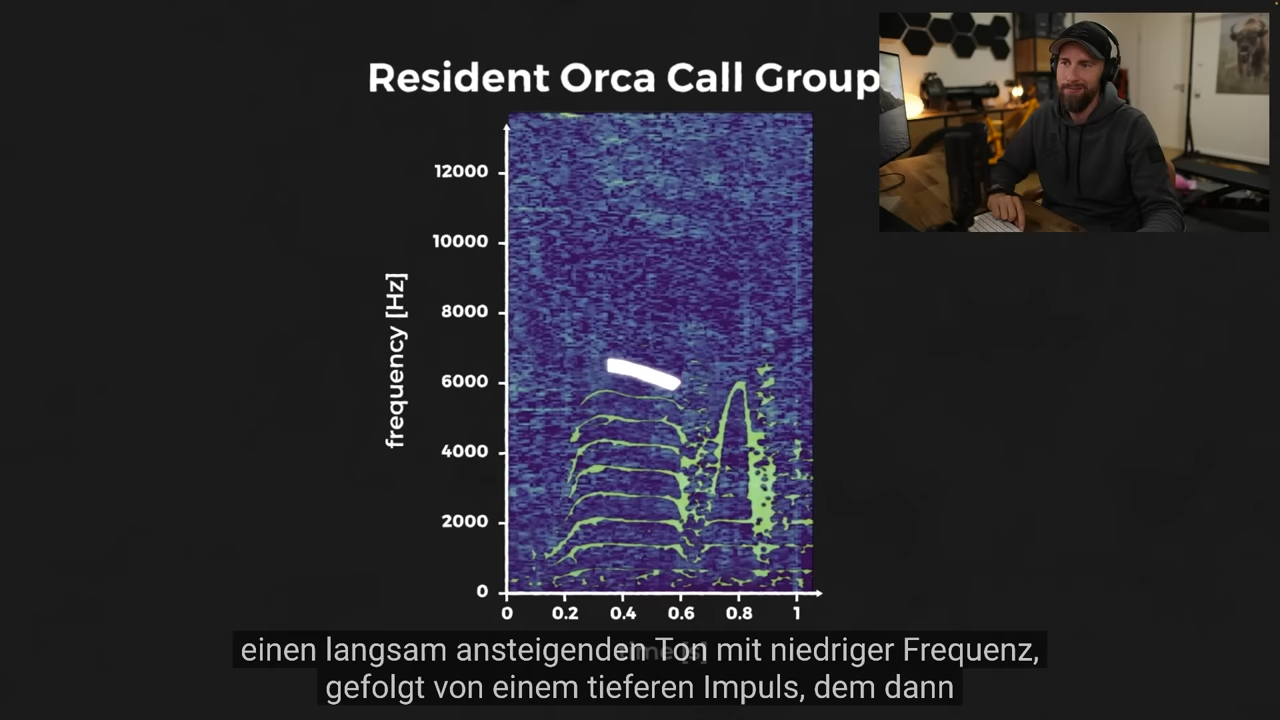 Resident Orca Call Group
12000
10000
8000
6000
4000
2000
0
frequency [Hz]
0 0.2 0.4 0.6 0.8 1
einen langsam ansteigenden Ton mit niedriger Frequenz,
gefolgt von einem tieferen Impuls, dem dann